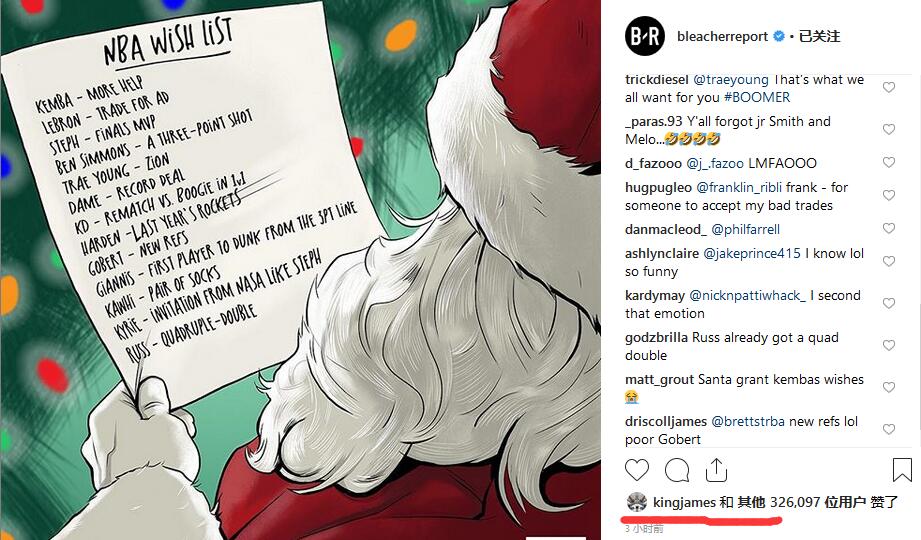 NBA WISH LIST
KEMBA - MORE HELP
LEBRON - TRADE FOR AD
STEPH - FINALS MVP
BEN SIMMONS - A THREE-POINT SHOT
TRAE YOUNG - ZION
DAME - RECORD DEAL
KD - REMATCH VS. BOOGIE IN 1v1
HARDEN - LAST YEAR'S ROCKETS
GOBERT - NEW REFS
GIANNIS - FIRST PLAYER TO DUNK FROM THE 3PT LINE
KAWHI - PAIR OF SOCKS
KYRIE - INVITATION FROM NASA LIKE STEPH
RUSS - QUADRUPLE-DOUBLE
B R
bleacherreport • 已关注
trickdiesel @traeyoung That's what we
all want for you #BOOMER
_paras.93 Y'all forgot jr Smith and
Melo...🤣🤣🤣🤣
d_fazoo @j_.fazoo LMFAOOO
hugpugleo @franklin_ribli frank - for
someone to accept my bad trades
danmacleod_ @philfarrell
ashlynclaire @jakeprince415 I know lol
so funny
kardymay @nicknpattiwhack_ I second
that emotion
godzbrilla Russ already got a quad
double
matt_grout Santa grant kembas wishes
😭
driscolljames @brettstrba new refs lol
poor Gobert
kingjames 和 其他 326,097 位用户 赞了
3 小时前